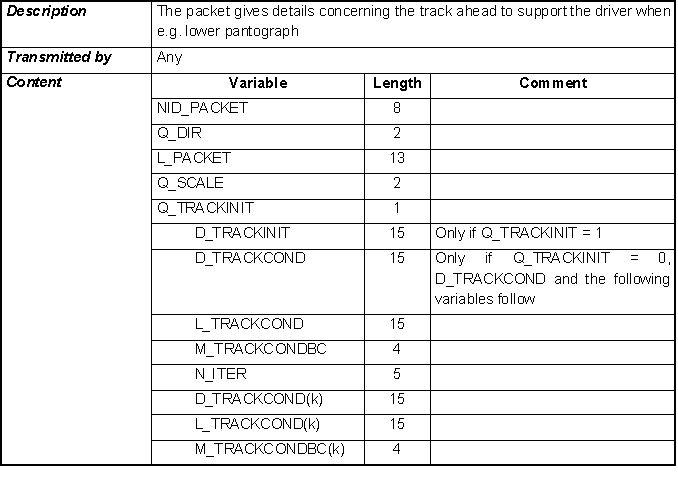 Description The packet gives details concerning the track ahead to support the driver when
e.g. lower pantograph
Transmitted by Any
Content Variable Length Comment
NID_PACKET 8
Q_DIR 2
L_PACKET 13
Q_SCALE 2
Q_TRACKINIT 1
D_TRACKINIT 15 Only if Q_TRACKINIT = 1
D_TRACKCOND 15 Only if Q_TRACKINIT = 0,
D_TRACKCOND and the following
variables follow
L_TRACKCOND 15
M_TRACKCONDBC 4
N_ITER 5
D_TRACKCOND(k) 15
L_TRACKCOND(k) 15
M_TRACKCONDBC(k) 4